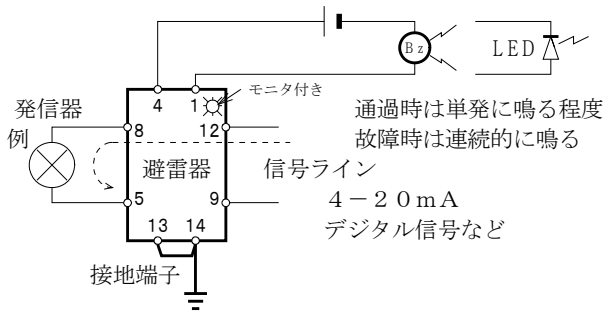 Bz
LED
モニタ付き
4
1
発信器
例
8
12
通過時は単発に鳴る程度
故障時は連続的に鳴る
避雷器
信号ライン
5
9
4－20mA
デジタル信号など
13
14
接地端子